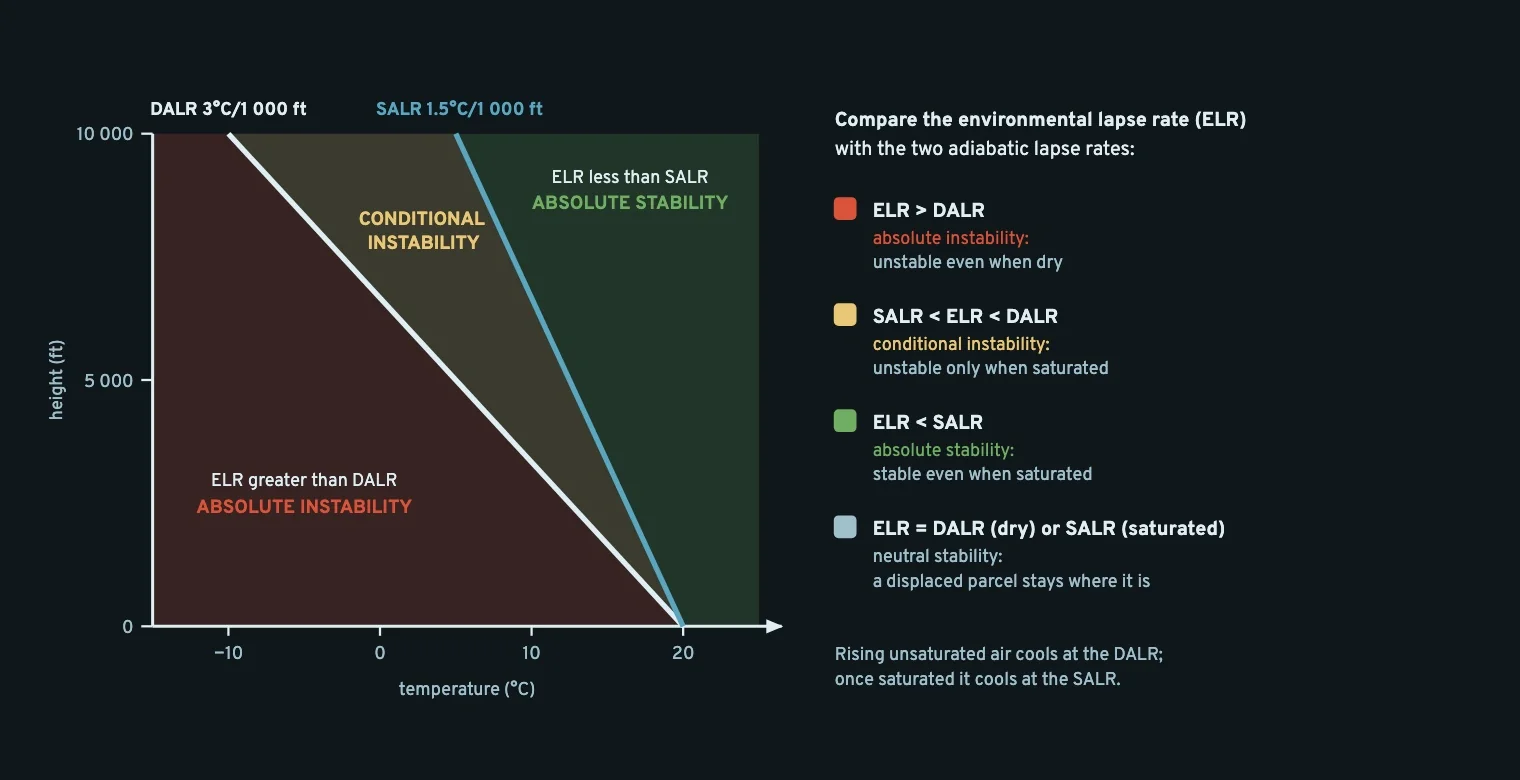 DALR 3°C/1 000 ft
SALR 1.5°C/1 000 ft
10 000
5 000
0
height (ft)
−10
0
10
20
temperature (°C)
ELR less than SALR
ABSOLUTE STABILITY
CONDITIONAL
INSTABILITY
ELR greater than DALR
ABSOLUTE INSTABILITY
Compare the environmental lapse rate (ELR)
with the two adiabatic lapse rates:
ELR > DALR
absolute instability:
unstable even when dry
SALR < ELR < DALR
conditional instability:
unstable only when saturated
ELR < SALR
absolute stability:
stable even when saturated
ELR = DALR (dry) or SALR (saturated)
neutral stability:
a displaced parcel stays where it is
Rising unsaturated air cools at the DALR;
once saturated it cools at the SALR.